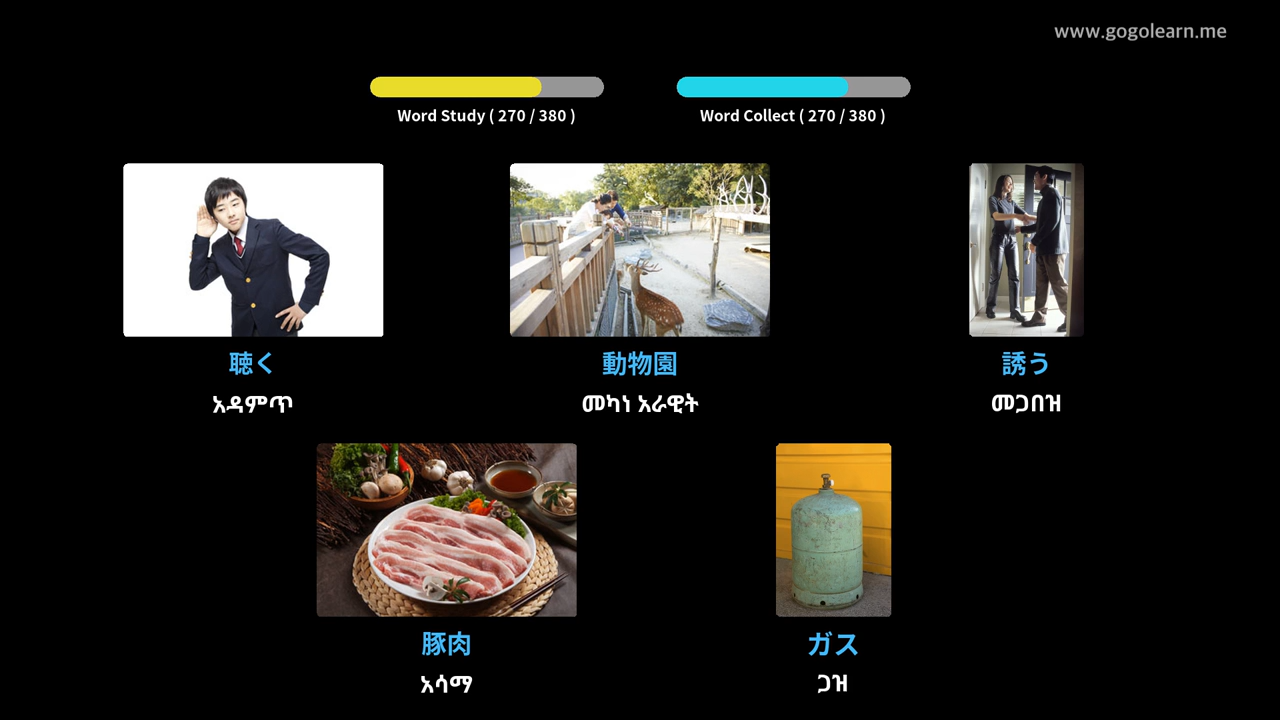 www.gogolearn.me
Word Study ( 270 / 380 )
Word Collect ( 270 / 380 )
聴く
አዳምጥ
動物園
መካነ አራዊት
誘う
መጋበዝ
豚肉
አሳማ
ガス
ጋዝ